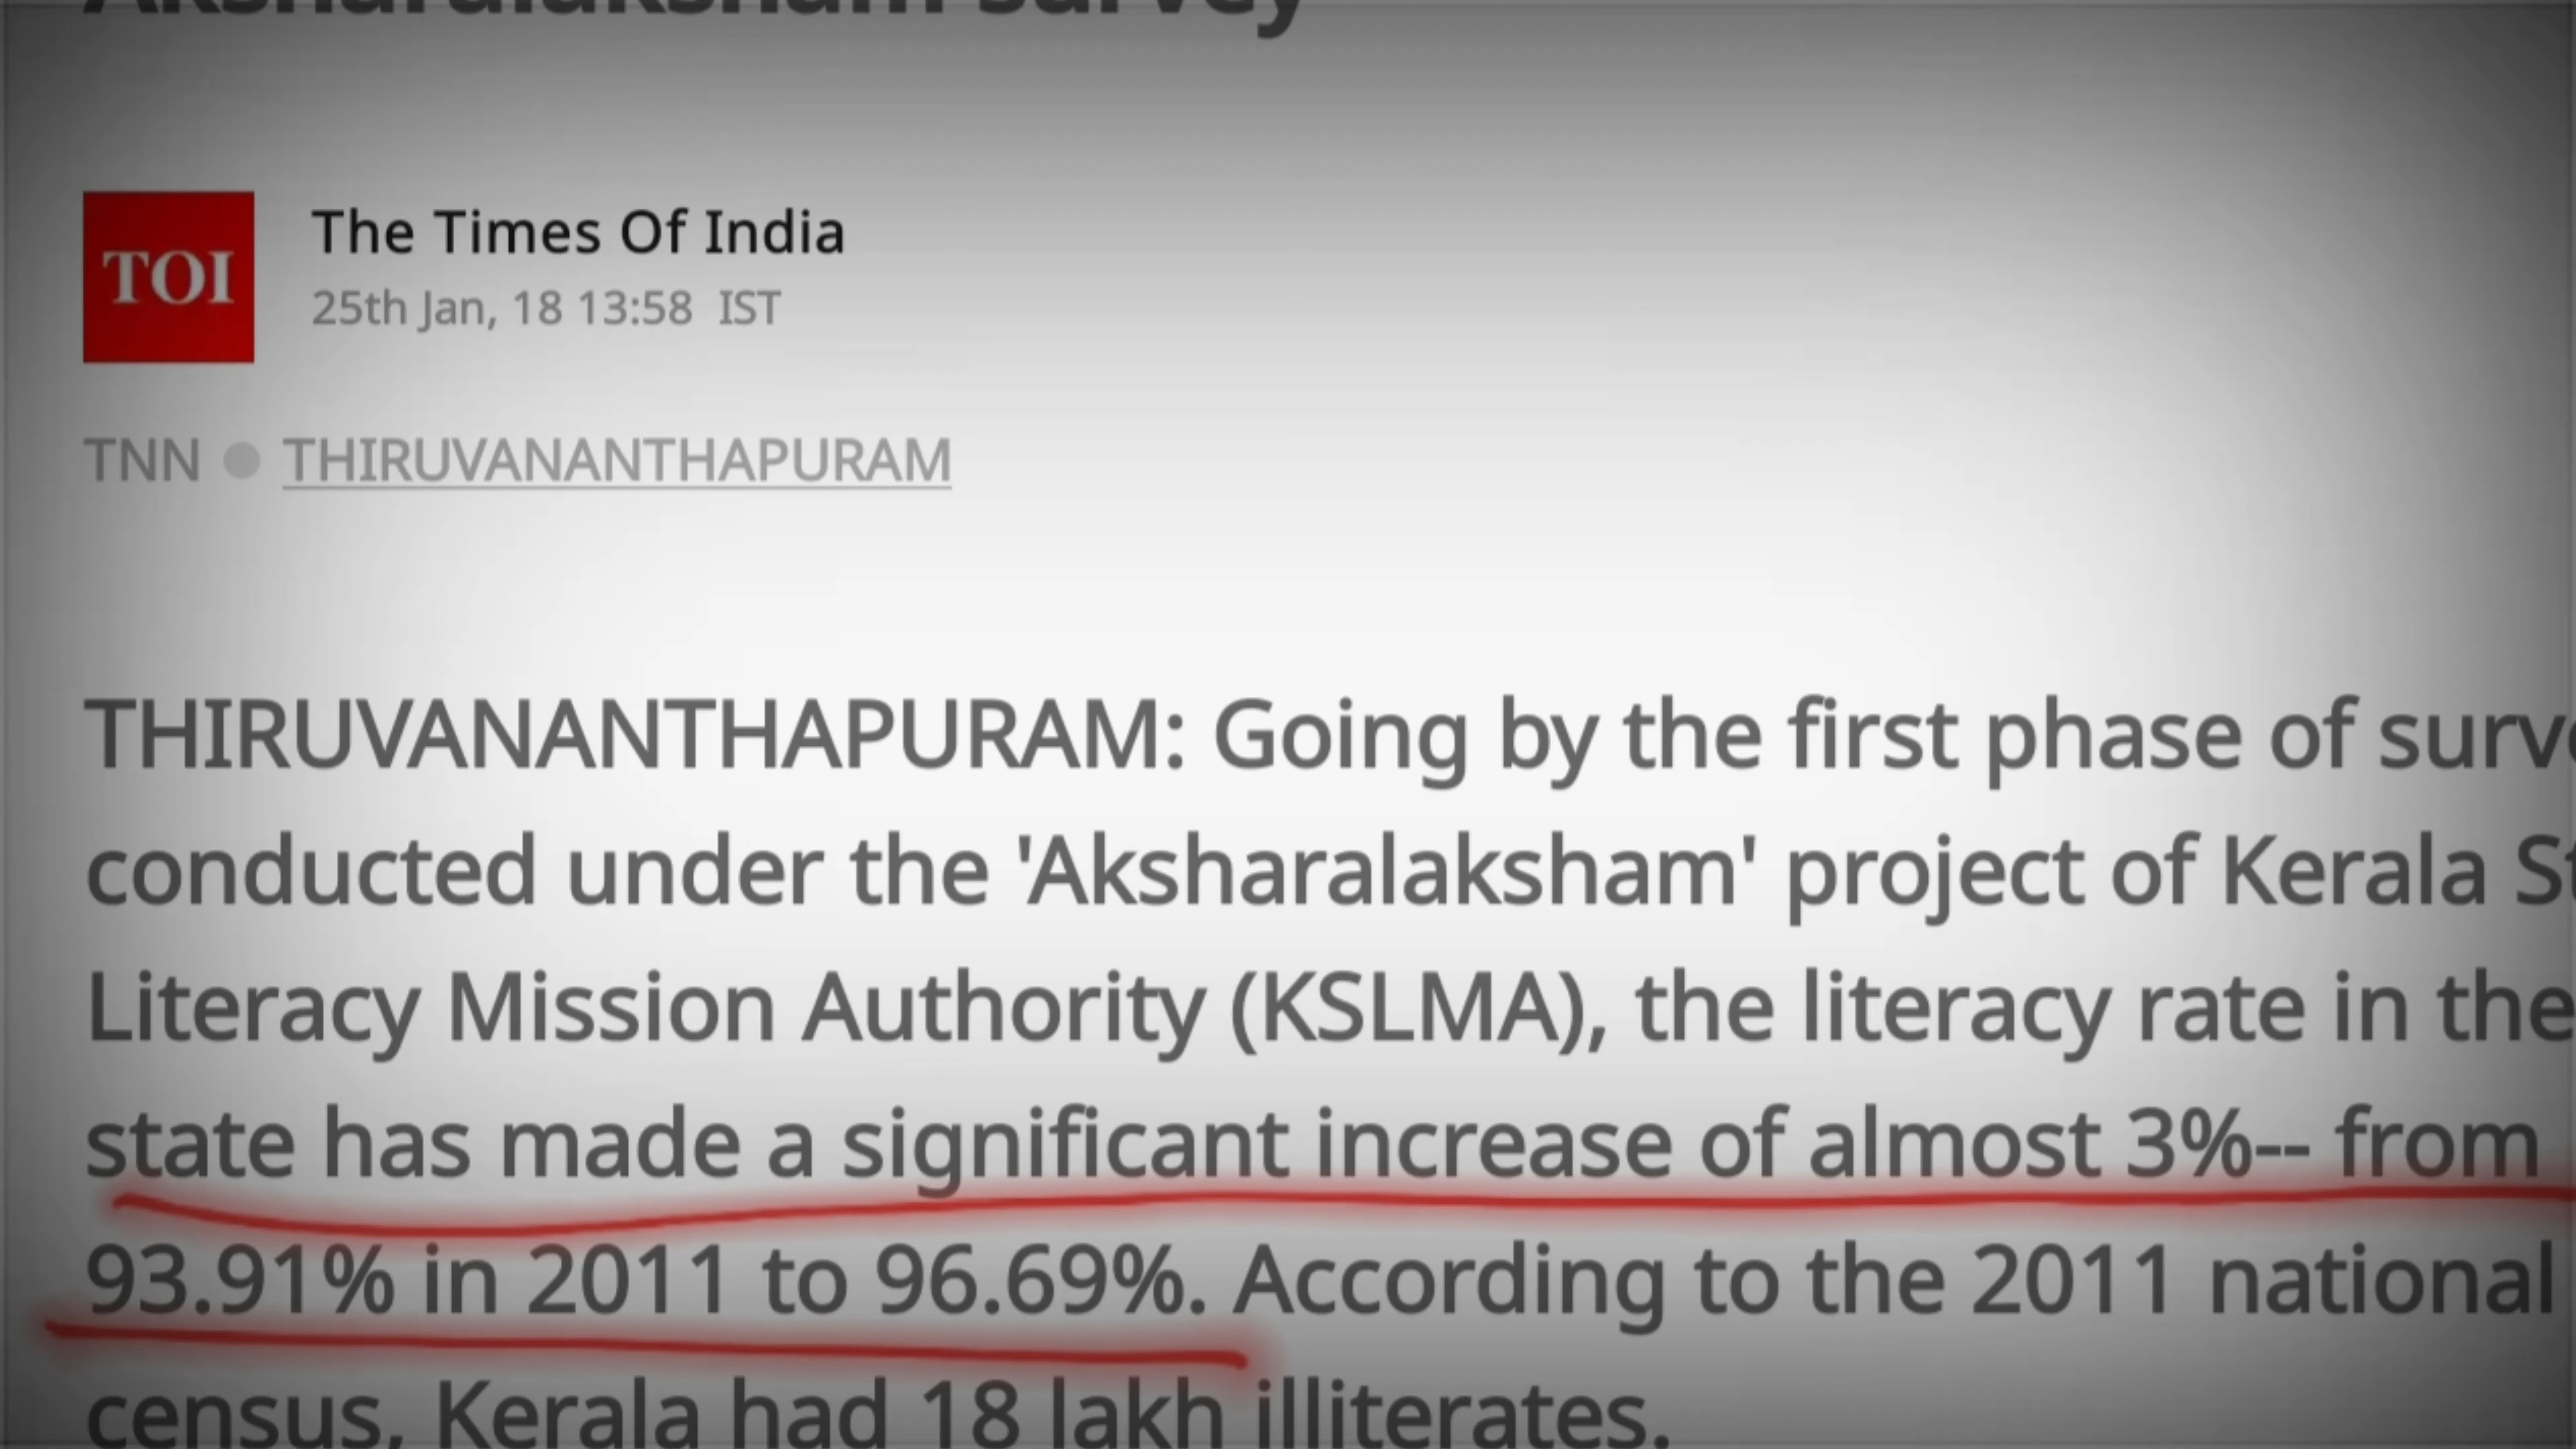 Aksharalaksham survey
TOI
The Times Of India
25th Jan, 18 13:58 IST
TNN ● THIRUVANANTHAPURAM
THIRUVANANTHAPURAM: Going by the first phase of
conducted under the 'Aksharalaksham' project of Kerala
Literacy Mission Authority (KSLMA), the literacy rate in the
state has made a significant increase of almost 3%-- from
93.91% in 2011 to 96.69%. According to the 2011 national
census, Kerala had 18 lakh illiterates.